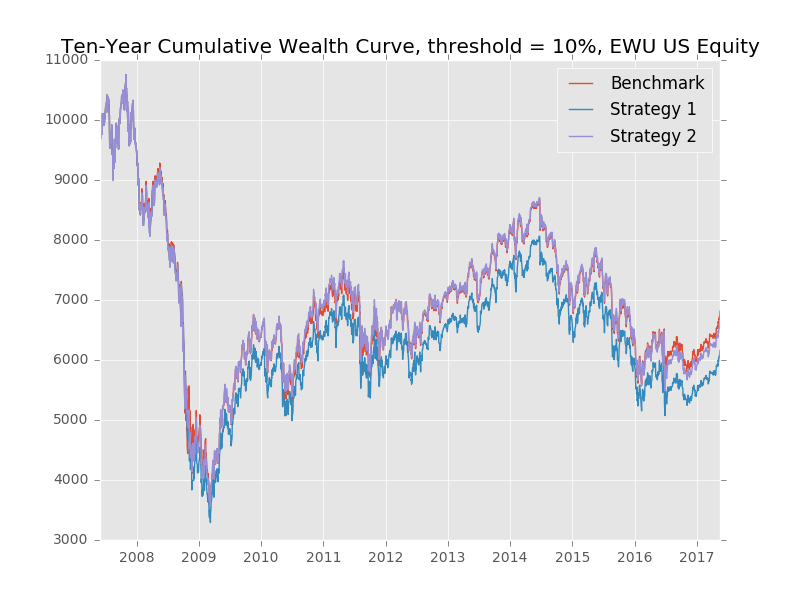 Ten-Year Cumulative Wealth Curve, threshold = 10%, EWU US Equity
11000
10000
9000
8000
7000
6000
5000
4000
3000
Benchmark
Strategy 1
Strategy 2
2008 2009 2010 2011 2012 2013 2014 2015 2016 2017